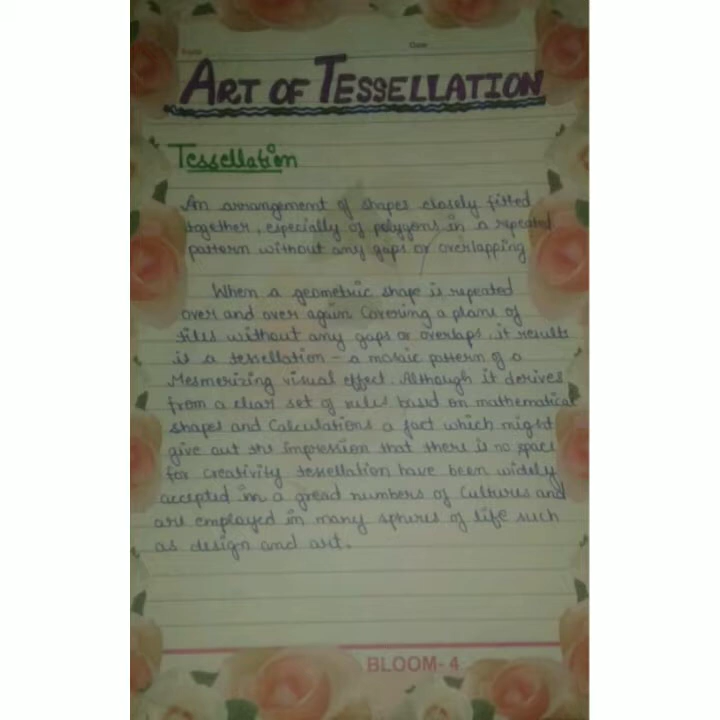 Date
ART OF TESSELLATION
Tessellation
An arrangement of shapes closely fitted
together, especially of polygons in a repeated
pattern without any gaps or overlapping
When a geometric shape is repeated
over and over again Covering a plane of
tiles without any gaps or overlaps, it results
is a tessellation - a mosaic pattern of a
Mesmerizing visual effect. Although it derives
from a clear set of rules based on mathematical
shapes and Calculations a fact which might
give out the impression that there is no space
for creativity tessellation have been widely
accepted in a gread numbers of Cultures and
are employed in many spheres of life such
as design and art.
BLOOM- 4